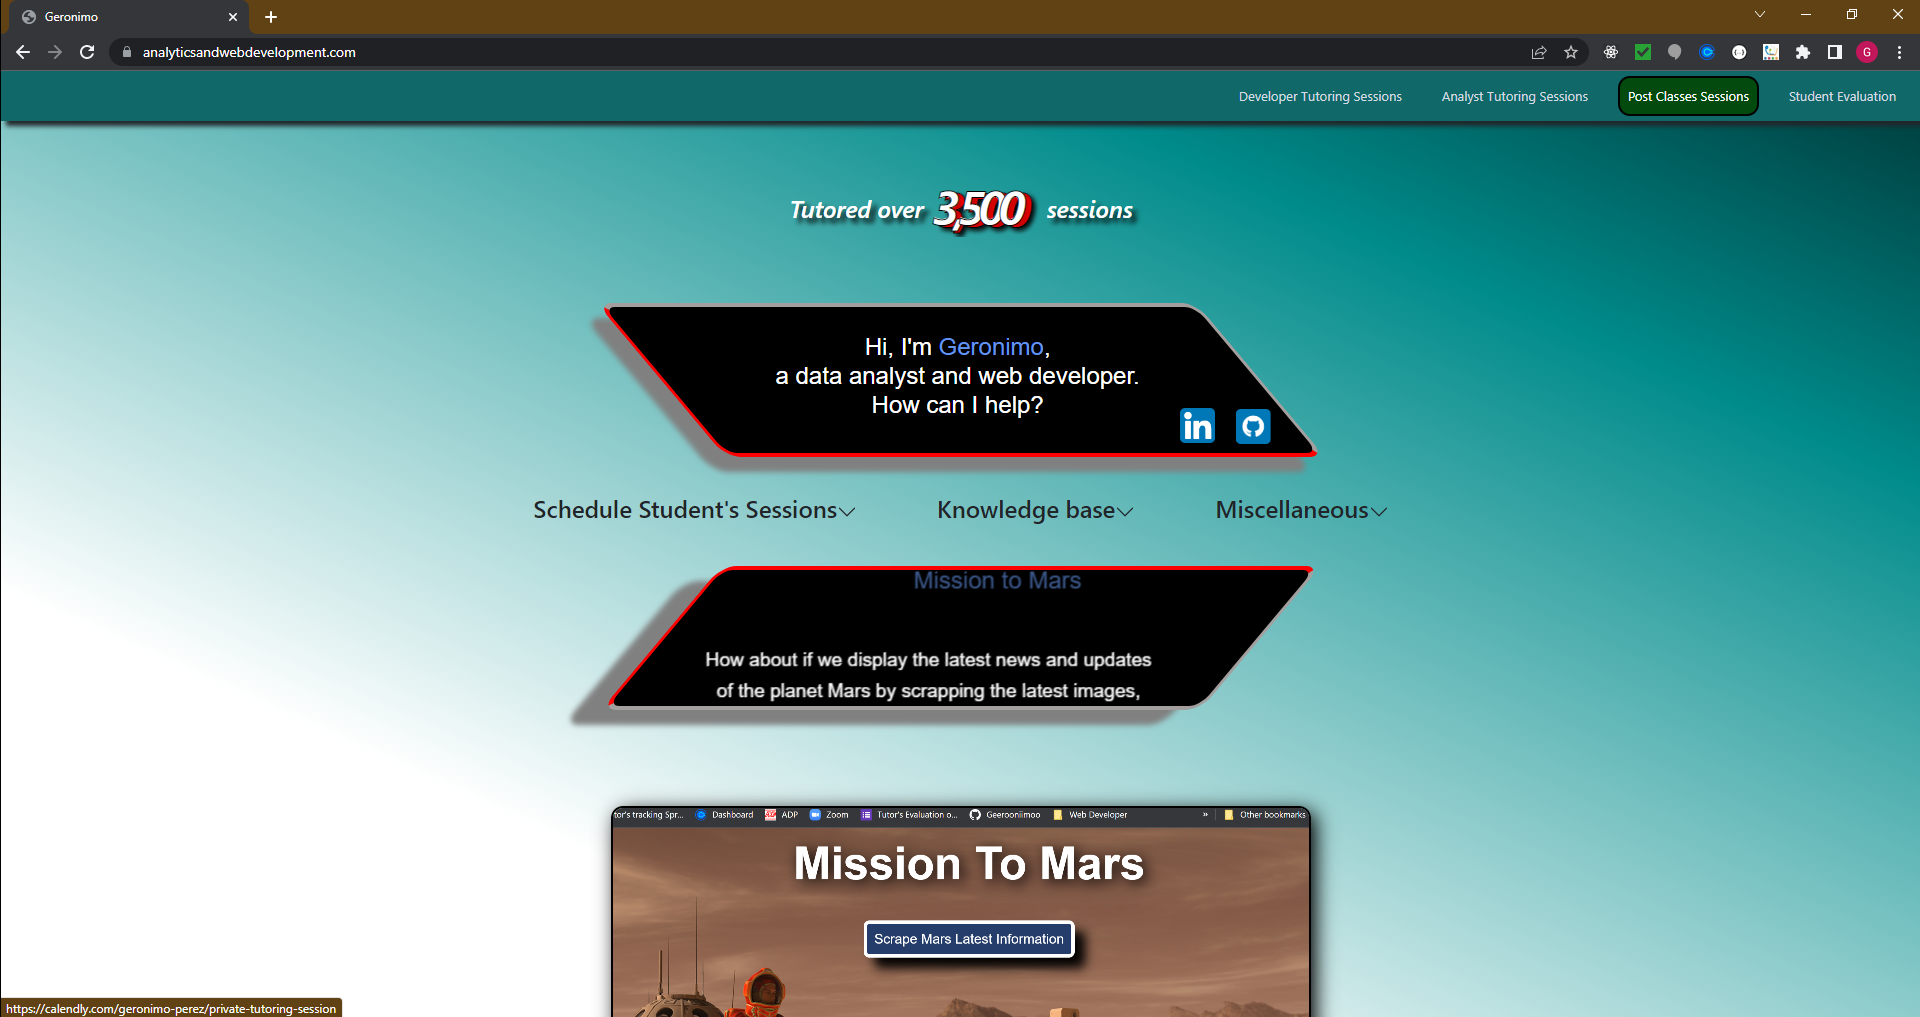 Geronimo
analyticsandwebdevelopment.com
G
Developer Tutoring Sessions
Analyst Tutoring Sessions
Post Classes Sessions
Student Evaluation
Tutored over 3,500 sessions
Hi, I'm Geronimo,
a data analyst and web developer.
How can I help?
in
Schedule Student's Sessions
Knowledge base
Miscellaneous
Mission to Mars
How about if we display the latest news and updates
of the planet Mars by scrapping the latest images,
tor's tracking Spr... Dashboard ADP Zoom Tutor's Evaluation o... Geerooniimoo Web Developer » Other bookmarks
Mission To Mars
Scrape Mars Latest Information
https://calendly.com/geronimo-perez/private-tutoring-session